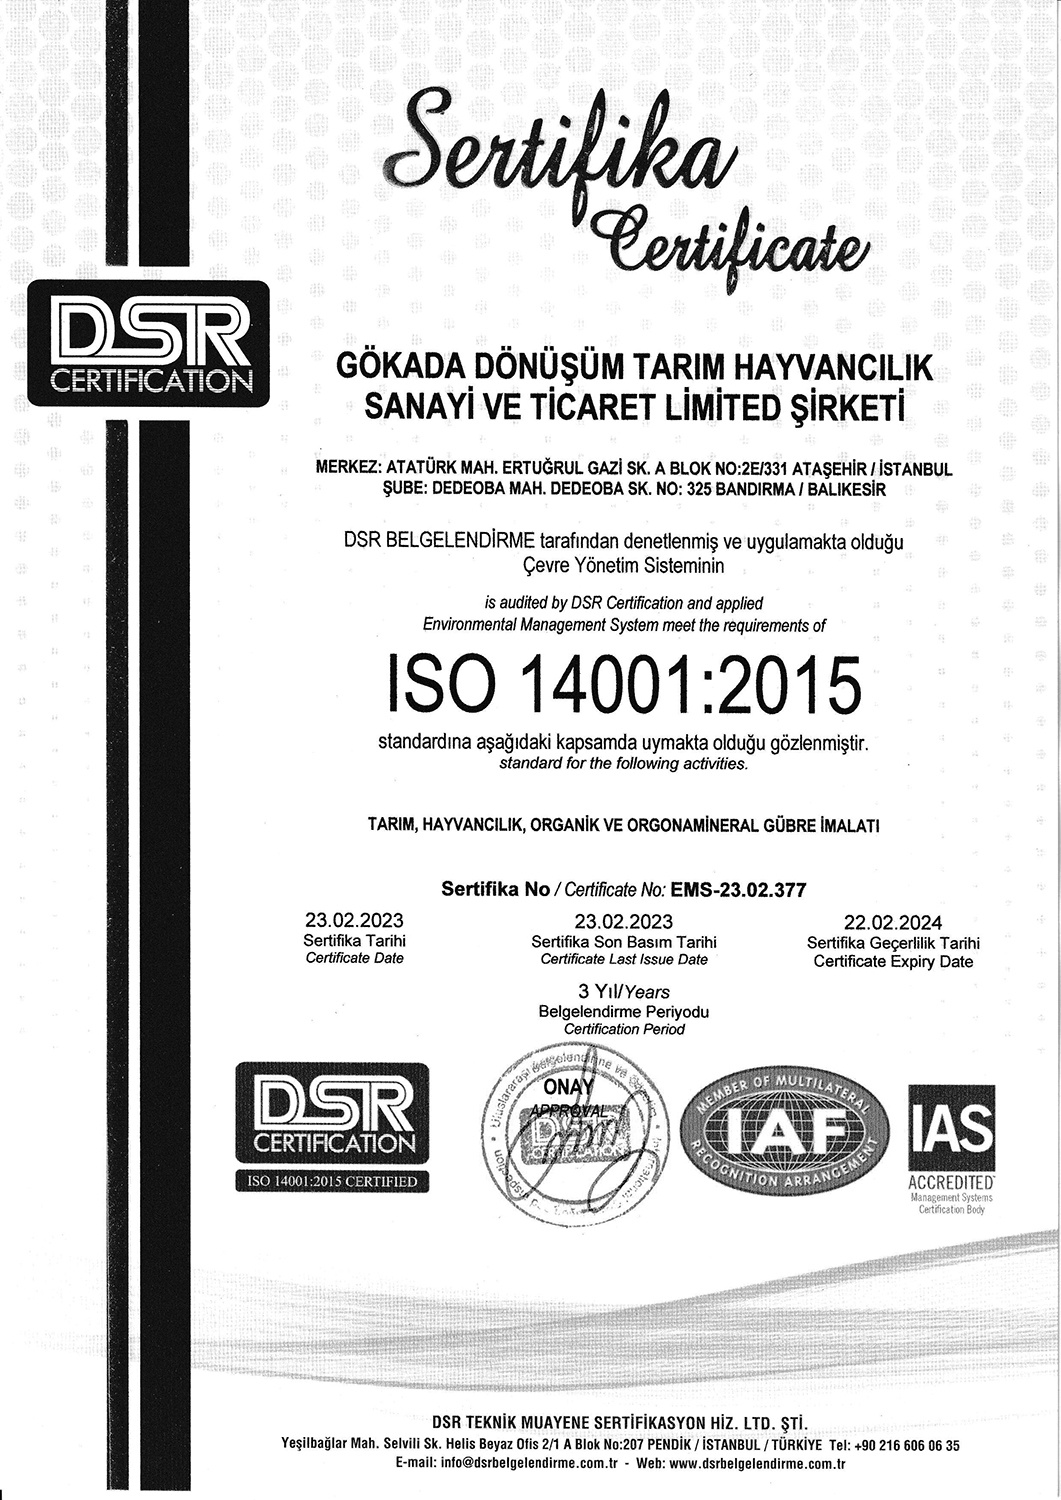 Sertifika
Certificate
DSR
CERTIFICATION
GÖKADA DÖNÜŞÜM TARIM HAYVANCILIK
SANAYİ VE TİCARET LİMİTED ŞİRKETİ
MERKEZ: ATATÜRK MAH. ERTUĞRUL GAZİ SK. A BLOK NO:2E/331 ATAŞEHİR / İSTANBUL
ŞUBE: DEDEOBA MAH. DEDEOBA SK. NO: 325 BANDIRMA / BALIKESİR
DSR BELGELENDİRME tarafından denetlenmiş ve uygulamakta olduğu
Çevre Yönetim Sisteminin
is audited by DSR Certification and applied
Environmental Management System meet the requirements of
ISO 14001:2015
standardına aşağıdaki kapsamda uymakta olduğu gözlenmiştir.
standard for the following activities.
TARIM, HAYVANCILIK, ORGANİK VE ORGONAMİNERAL GÜBRE İMALATI
Sertifika No / Certificate No: EMS-23.02.377
23.02.2023
Sertifika Tarihi
Certificate Date
23.02.2023
Sertifika Son Basım Tarihi
Certificate Last Issue Date
22.02.2024
Sertifika Geçerlilik Tarihi
Certificate Expiry Date
3 Yıl/Years
Belgelendirme Periyodu
Certification Period
DSR
CERTIFICATION
ISO 14001:2015 CERTIFIED
Uluslararası Belgelendirme ve
ONAY
APPROVAL
DSR
CERTIFICATION
International
MEMBER OF MULTILATERAL
IAF
RECOGNITION ARRANGEMENT
IAS
ACCREDITED
Management Systems
Certification Body
DSR TEKNİK MUAYENE SERTİFİKASYON HİZ. LTD. ŞTİ.
Yeşilbağlar Mah. Selvili Sk. Helis Beyaz Ofis 2/1 A Blok No:207 PENDİK / İSTANBUL / TÜRKİYE Tel: +90 216 606 06 35
E-mail: info@dsrbelgelendirme.com.tr - Web: www.dsrbelgelendirme.com.tr